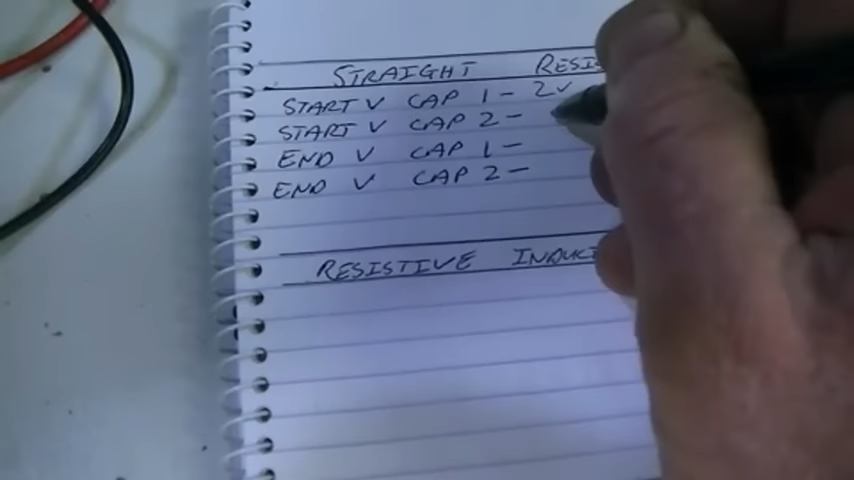 STRAIGHT
START V CAP 1 - 2V
START V CAP 2 -
END V CAP 1 -
END V CAP 2 -
RESISTIVE